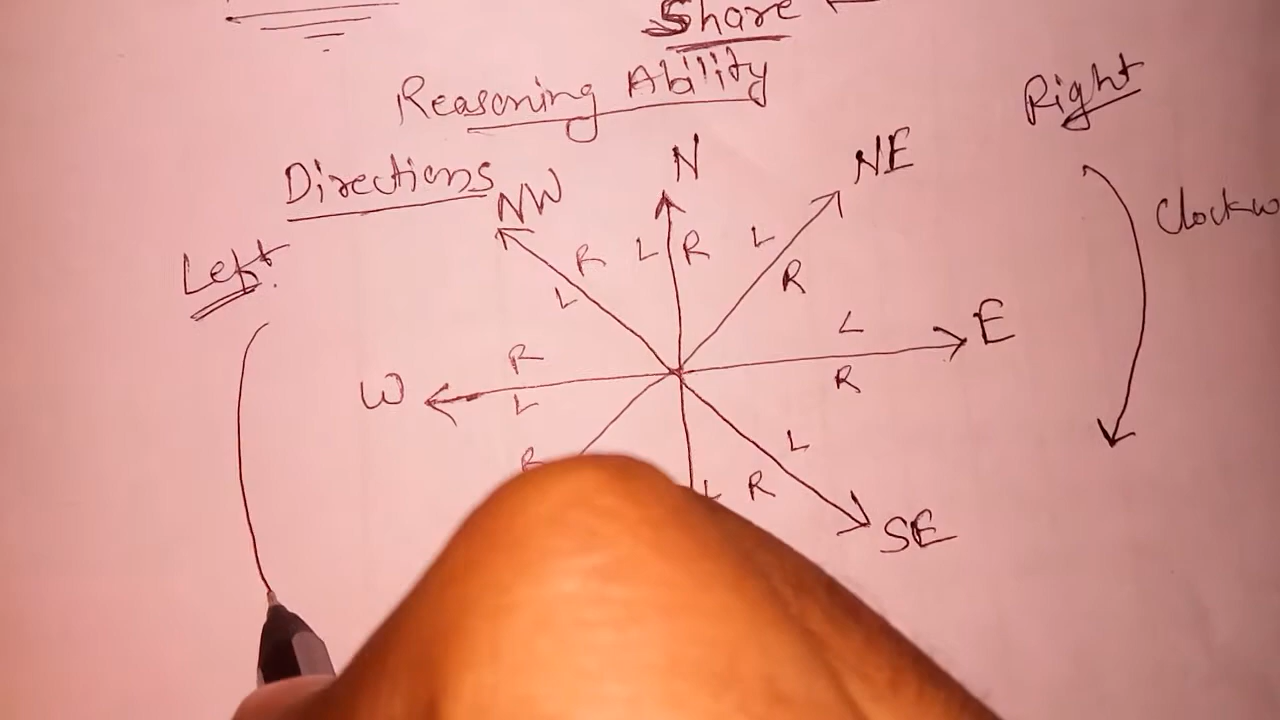 Share
Reasoning Ability
Right
Directions
NW
N
NE
Left
R
L
R
L
R
L
Clockw
L
E
R
W
R
L
L
R
L
R
R
L
SE